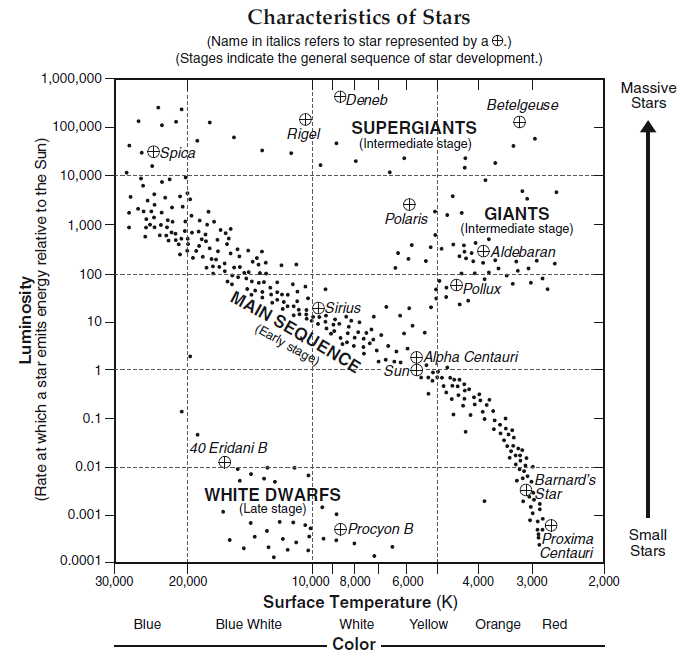 Characteristics of Stars
(Name in italics refers to star represented by a ⊕.)
(Stages indicate the general sequence of star development.)
Luminosity
(Rate at which a star emits energy relative to the Sun)
1,000,000
100,000
10,000
1,000
100
10
1
0.1
0.01
0.001
0.0001
Deneb
Betelgeuse
Rigel
SUPERGIANTS
(Intermediate stage)
Spica
Polaris
GIANTS
(Intermediate stage)
Aldebaran
Pollux
MAIN SEQUENCE
(Early stage)
Sirius
Alpha Centauri
Sun
40 Eridani B
WHITE DWARFS
(Late stage)
Procyon B
Barnard's
Star
Proxima
Centauri
Massive
Stars
Small
Stars
30,000 20,000 10,000 8,000 6,000 4,000 3,000 2,000
Surface Temperature (K)
Blue Blue White White Yellow Orange Red
Color